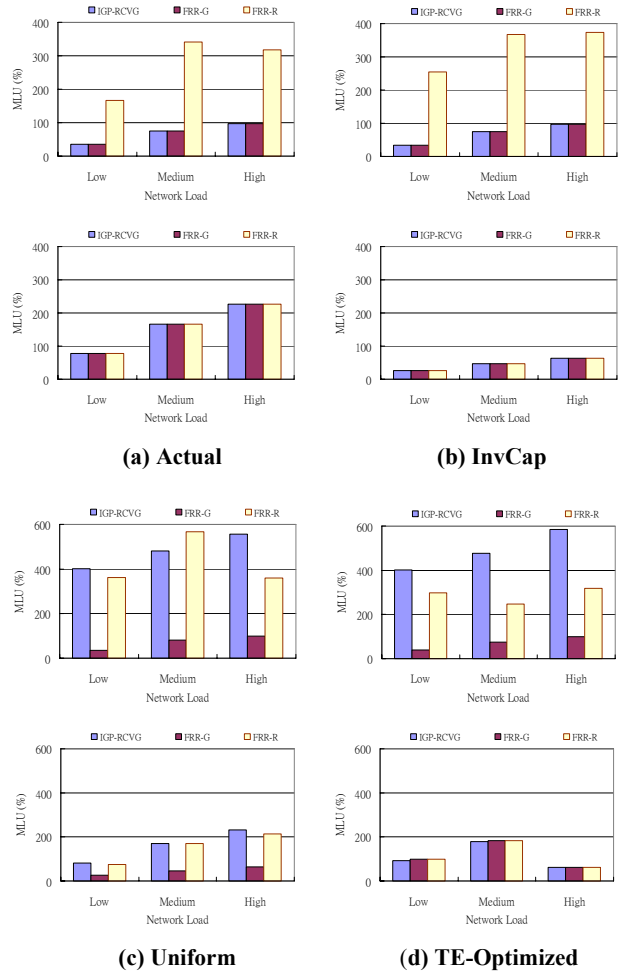 IGP-RCVG FRR-G FRR-R
400
300
200
100
0
MLU (%)
Low Medium High
Network Load
IGP-RCVG FRR-G FRR-R
400
300
200
100
0
MLU (%)
Low Medium High
Network Load
IGP-RCVG FRR-G FRR-R
400
300
200
100
0
MLU (%)
Low Medium High
Network Load
IGP-RCVG FRR-G FRR-R
400
300
200
100
0
MLU (%)
Low Medium High
Network Load
(a) Actual
(b) InvCap
IGP-RCVG FRR-G FRR-R
600
400
200
0
MLU (%)
Low Medium High
Network Load
IGP-RCVG FRR-G FRR-R
600
400
200
0
MLU (%)
Low Medium High
Network Load
IGP-RCVG FRR-G FRR-R
600
400
200
0
MLU (%)
Low Medium High
Network Load
IGP-RCVG FRR-G FRR-R
600
400
200
0
MLU (%)
Low Medium High
Network Load
(c) Uniform
(d) TE-Optimized